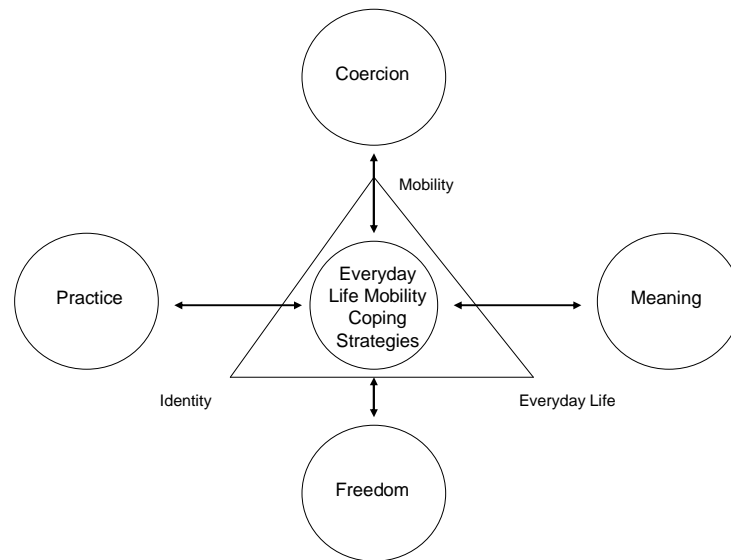 Coercion
Mobility
Everyday
Life Mobility
Coping
Strategies
Practice
Meaning
Identity
Everyday Life
Freedom